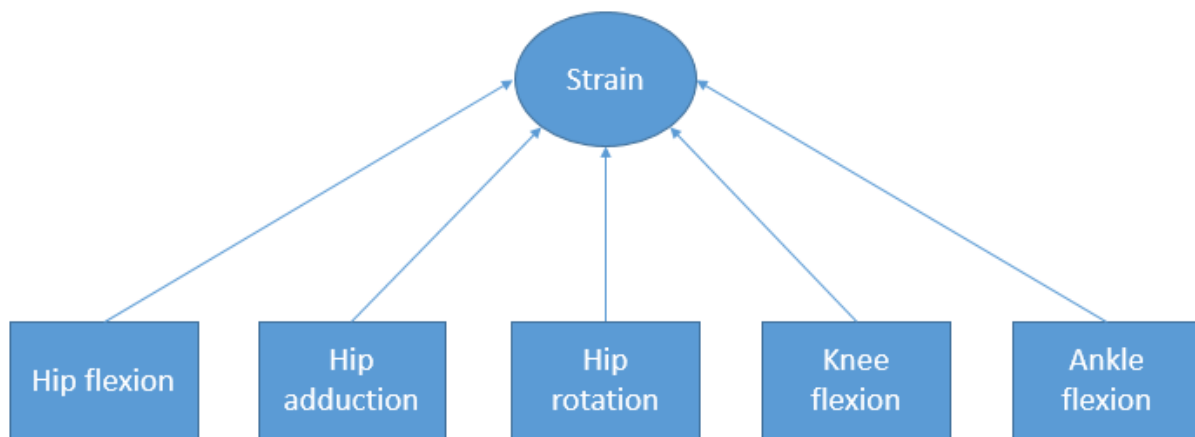 Strain
Hip flexion
Hip
adduction
Hip
rotation
Knee
flexion
Ankle
flexion